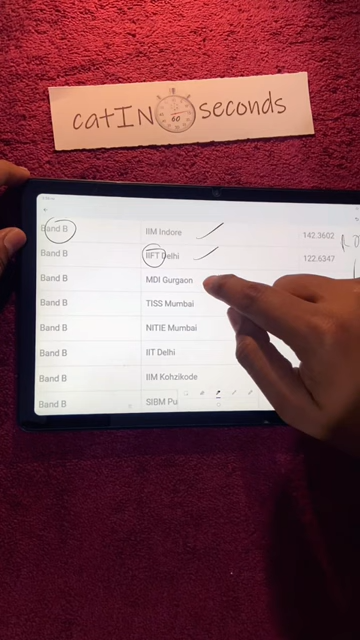 catIN 60 seconds
Band B IIM Indore 142.3602
Band B IIFT Delhi 122.6347
Band B MDI Gurgaon
Band B TISS Mumbai
Band B NITIE Mumbai
Band B IIT Delhi
Band B IIM Kohzikode
Band B SIBM Pu